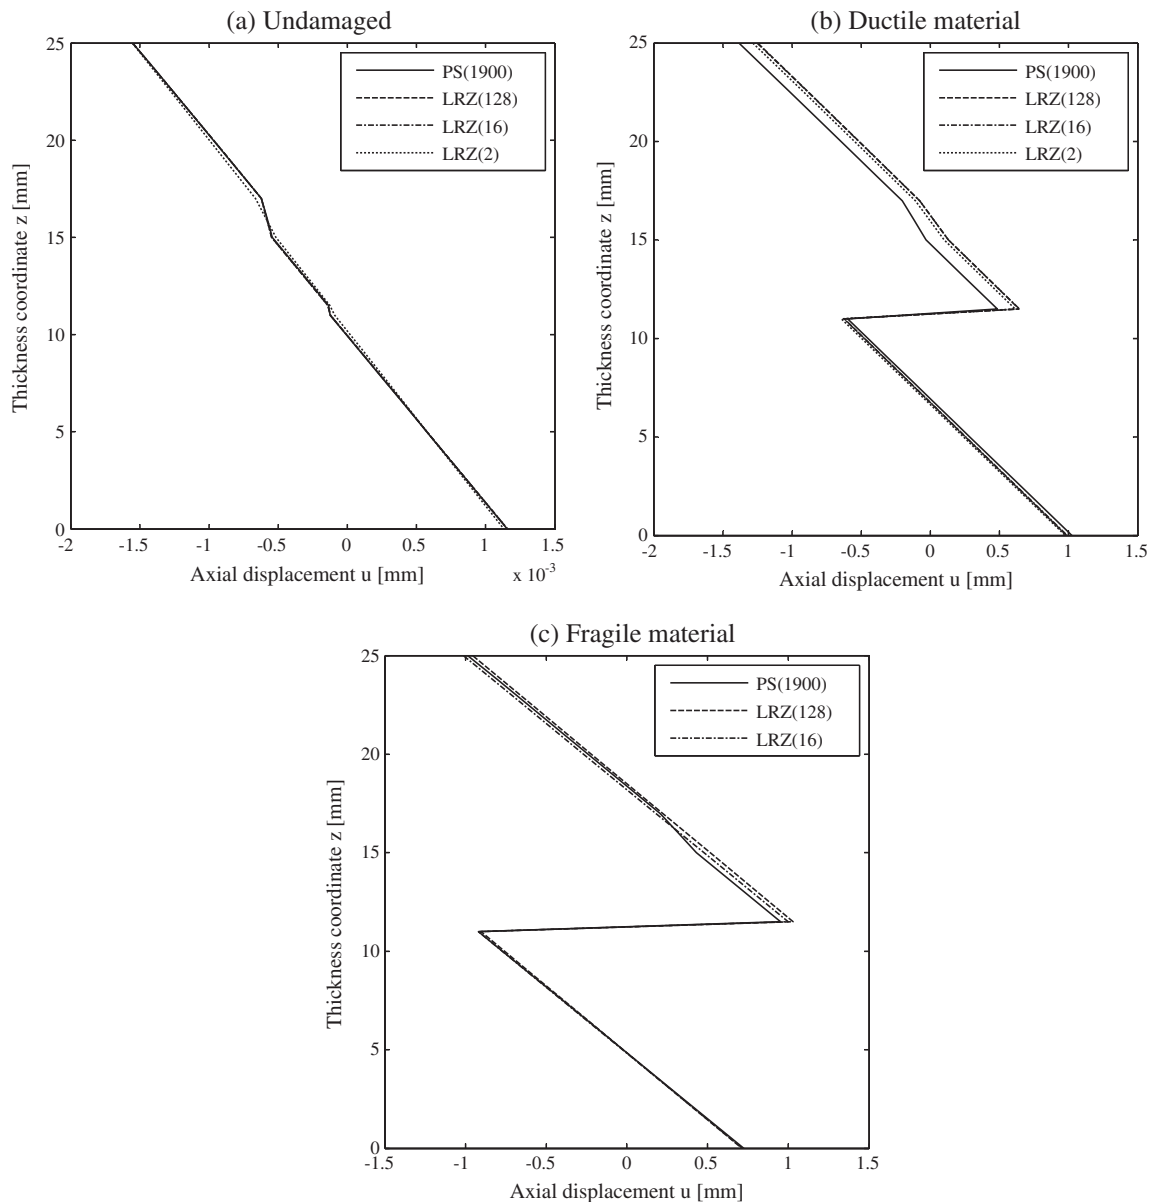 (a) Undamaged
25
20
15
10
5
0
-2
-1.5
-1
-0.5
0
0.5
1
1.5
Thickness coordinate z [mm]
Axial displacement u [mm]
x 10⁻³
PS(1900)
LRZ(128)
LRZ(16)
LRZ(2)
(b) Ductile material
25
20
15
10
5
0
-2
-1.5
-1
-0.5
0
0.5
1
1.5
Thickness coordinate z [mm]
Axial displacement u [mm]
PS(1900)
LRZ(128)
LRZ(16)
LRZ(2)
(c) Fragile material
25
20
15
10
5
0
-1.5
-1
-0.5
0
0.5
1
1.5
Thickness coordinate z [mm]
Axial displacement u [mm]
PS(1900)
LRZ(128)
LRZ(16)